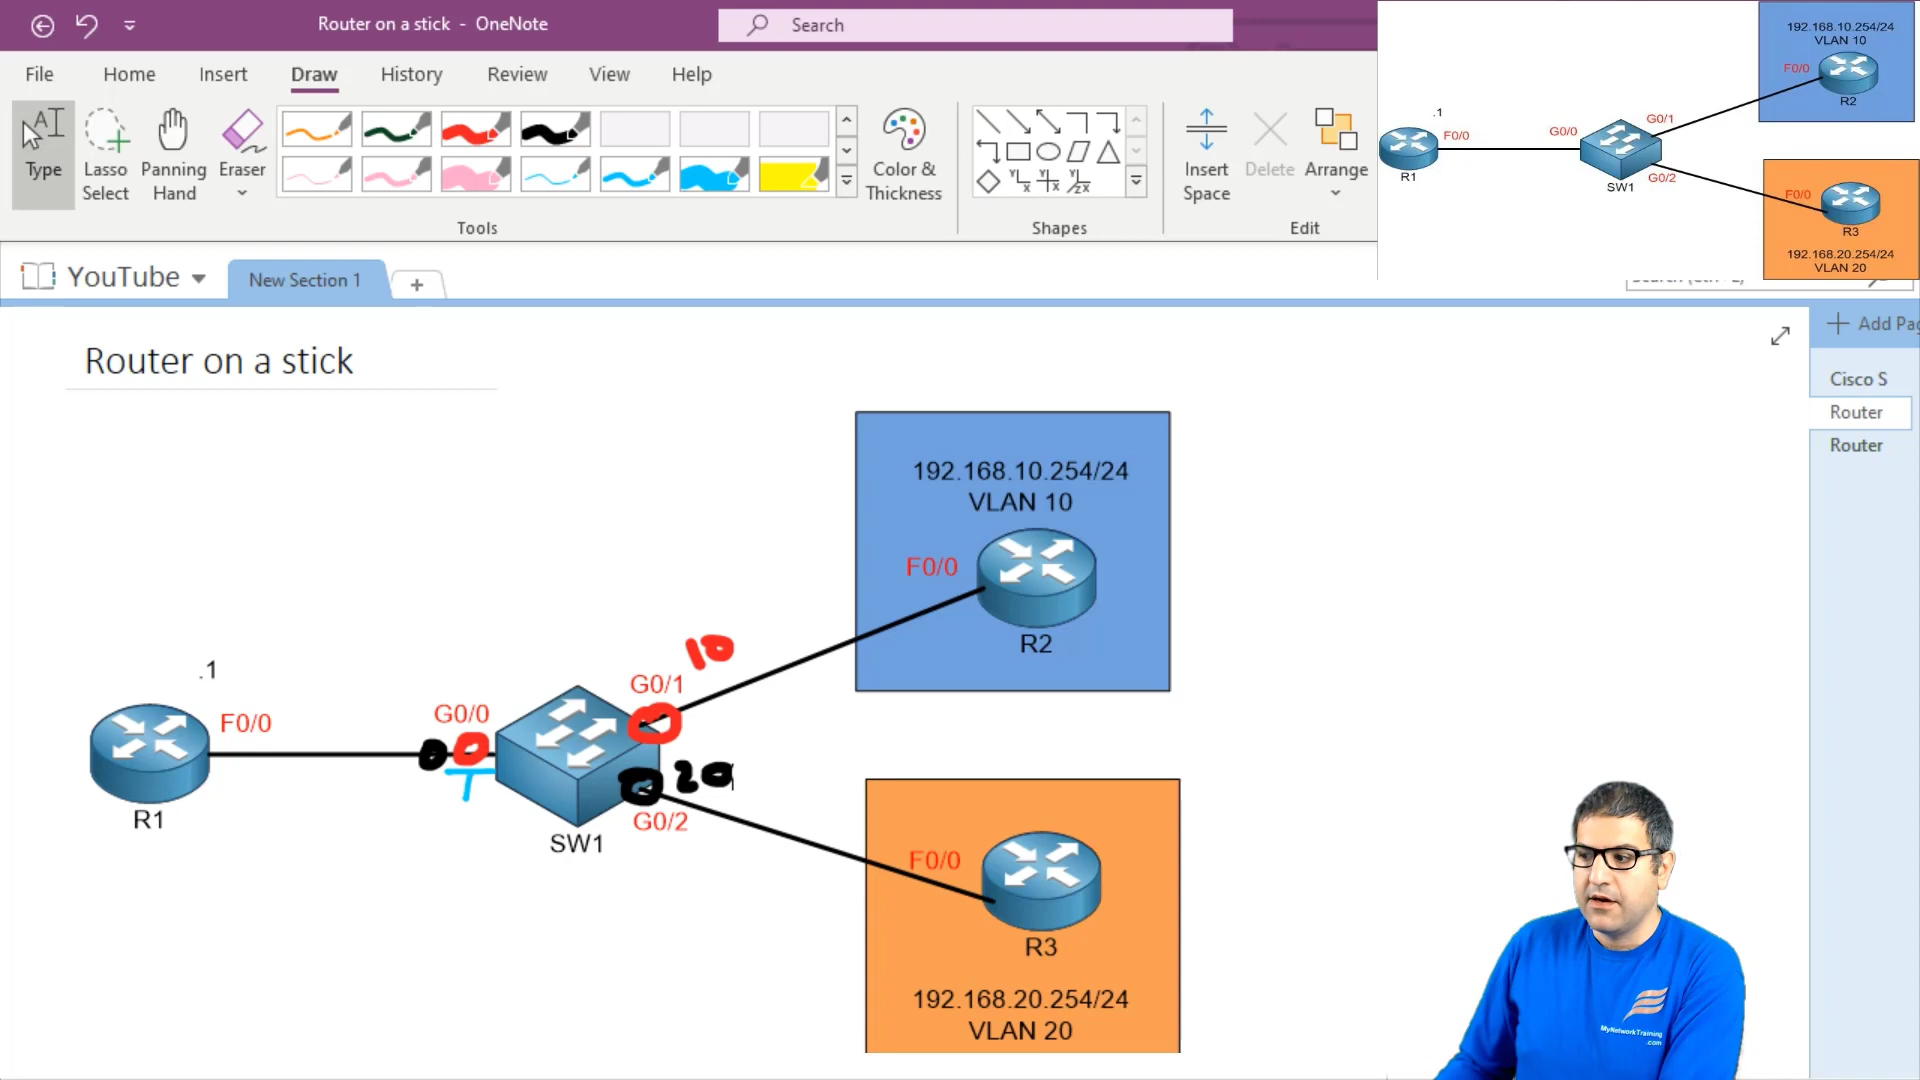 Router on a stick - OneNote
Search
File
Home
Insert
Draw
History
Review
View
Help
Type
Lasso
Select
Panning
Hand
Eraser
Color &
Thickness
Insert
Space
Delete
Arrange
Tools
Shapes
Edit
192.168.10.254/24
VLAN 10
F0/0
R2
.1
F0/0
R1
G0/0
G0/1
SW1
G0/2
F0/0
R3
192.168.20.254/24
VLAN 20
YouTube
New Section 1
Add Pag
Cisco S
Router
Router
Router on a stick
192.168.10.254/24
VLAN 10
F0/0
R2
10
.1
G0/1
G0/0
F0/0
T
20
R1
G0/2
SW1
F0/0
R3
192.168.20.254/24
VLAN 20
MyNetworkTraining
.com